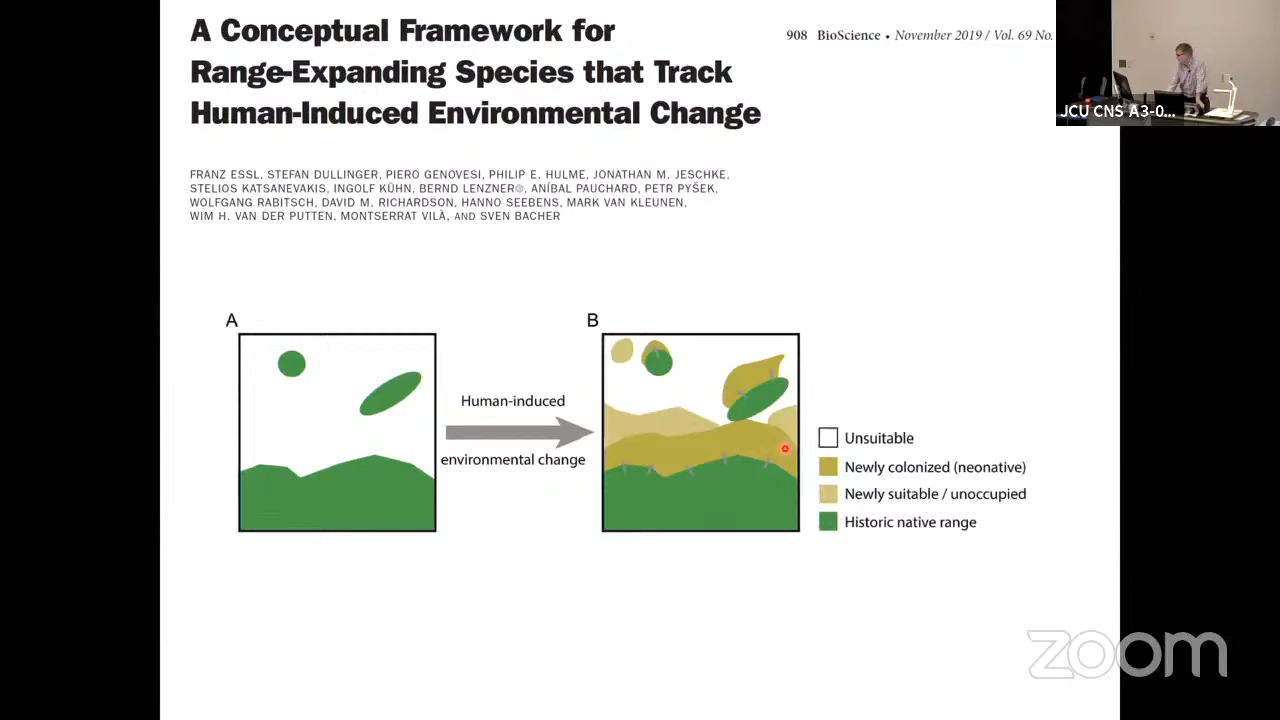 A Conceptual Framework for
Range-Expanding Species that Track
Human-Induced Environmental Change
908 BioScience • November 2019 / Vol. 69 No.
JCU CNS A3-0...
FRANZ ESSL, STEFAN DULLINGER, PIERO GENOVESI, PHILIP E. HULME, JONATHAN M. JESCHKE,
STELIOS KATSANEVAKIS, INGOLF KÜHN, BERND LENZNER, ANÍBAL PAUCHARD, PETR PYŠEK,
WOLFGANG RABITSCH, DAVID M. RICHARDSON, HANNO SEEBENS, MARK VAN KLEUNEN,
WIM H. VAN DER PUTTEN, MONTSERRAT VILÀ, AND SVEN BACHER
A
B
Human-induced
environmental change
Unsuitable
Newly colonized (neonative)
Newly suitable / unoccupied
Historic native range
zoom